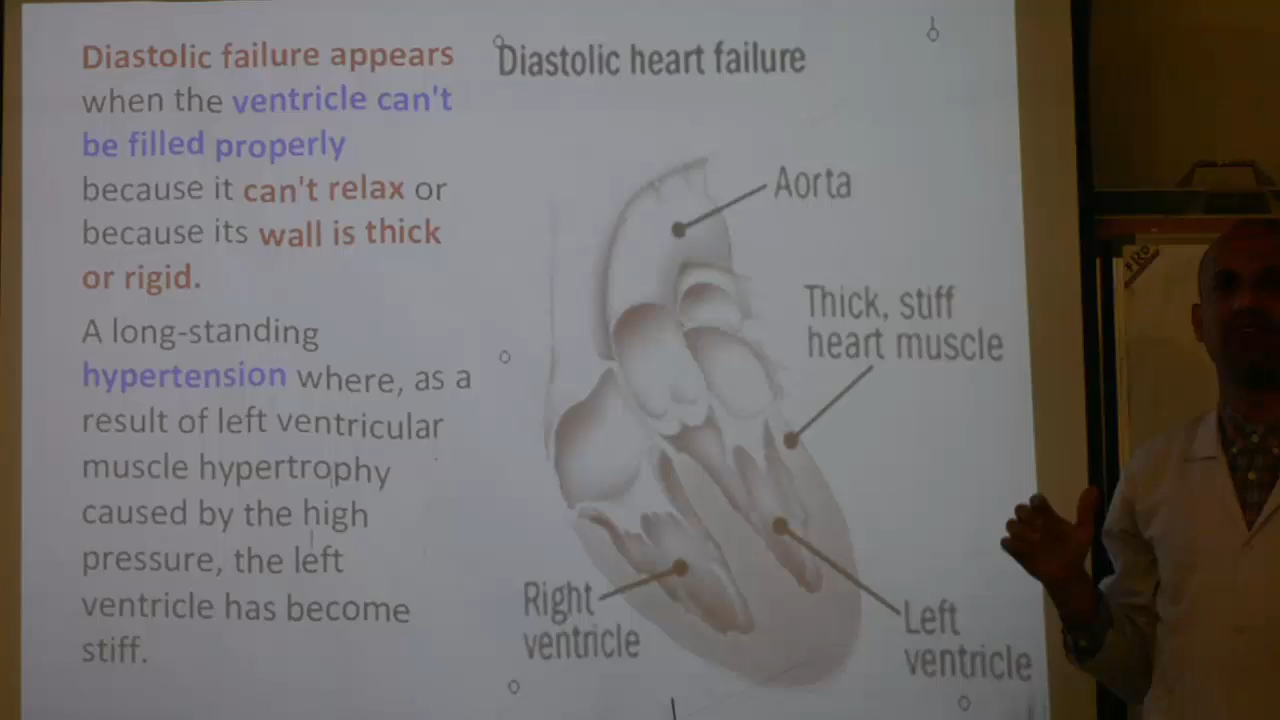 Diastolic failure appears
when the ventricle can't
be filled properly
because it can't relax or
because its wall is thick
or rigid.
A long-standing
hypertension where, as a
result of left ventricular
muscle hypertrophy
caused by the high
pressure, the left
ventricle has become
stiff.
Diastolic heart failure
Aorta
Thick, stiff
heart muscle
Right
ventricle
Left
ventricle